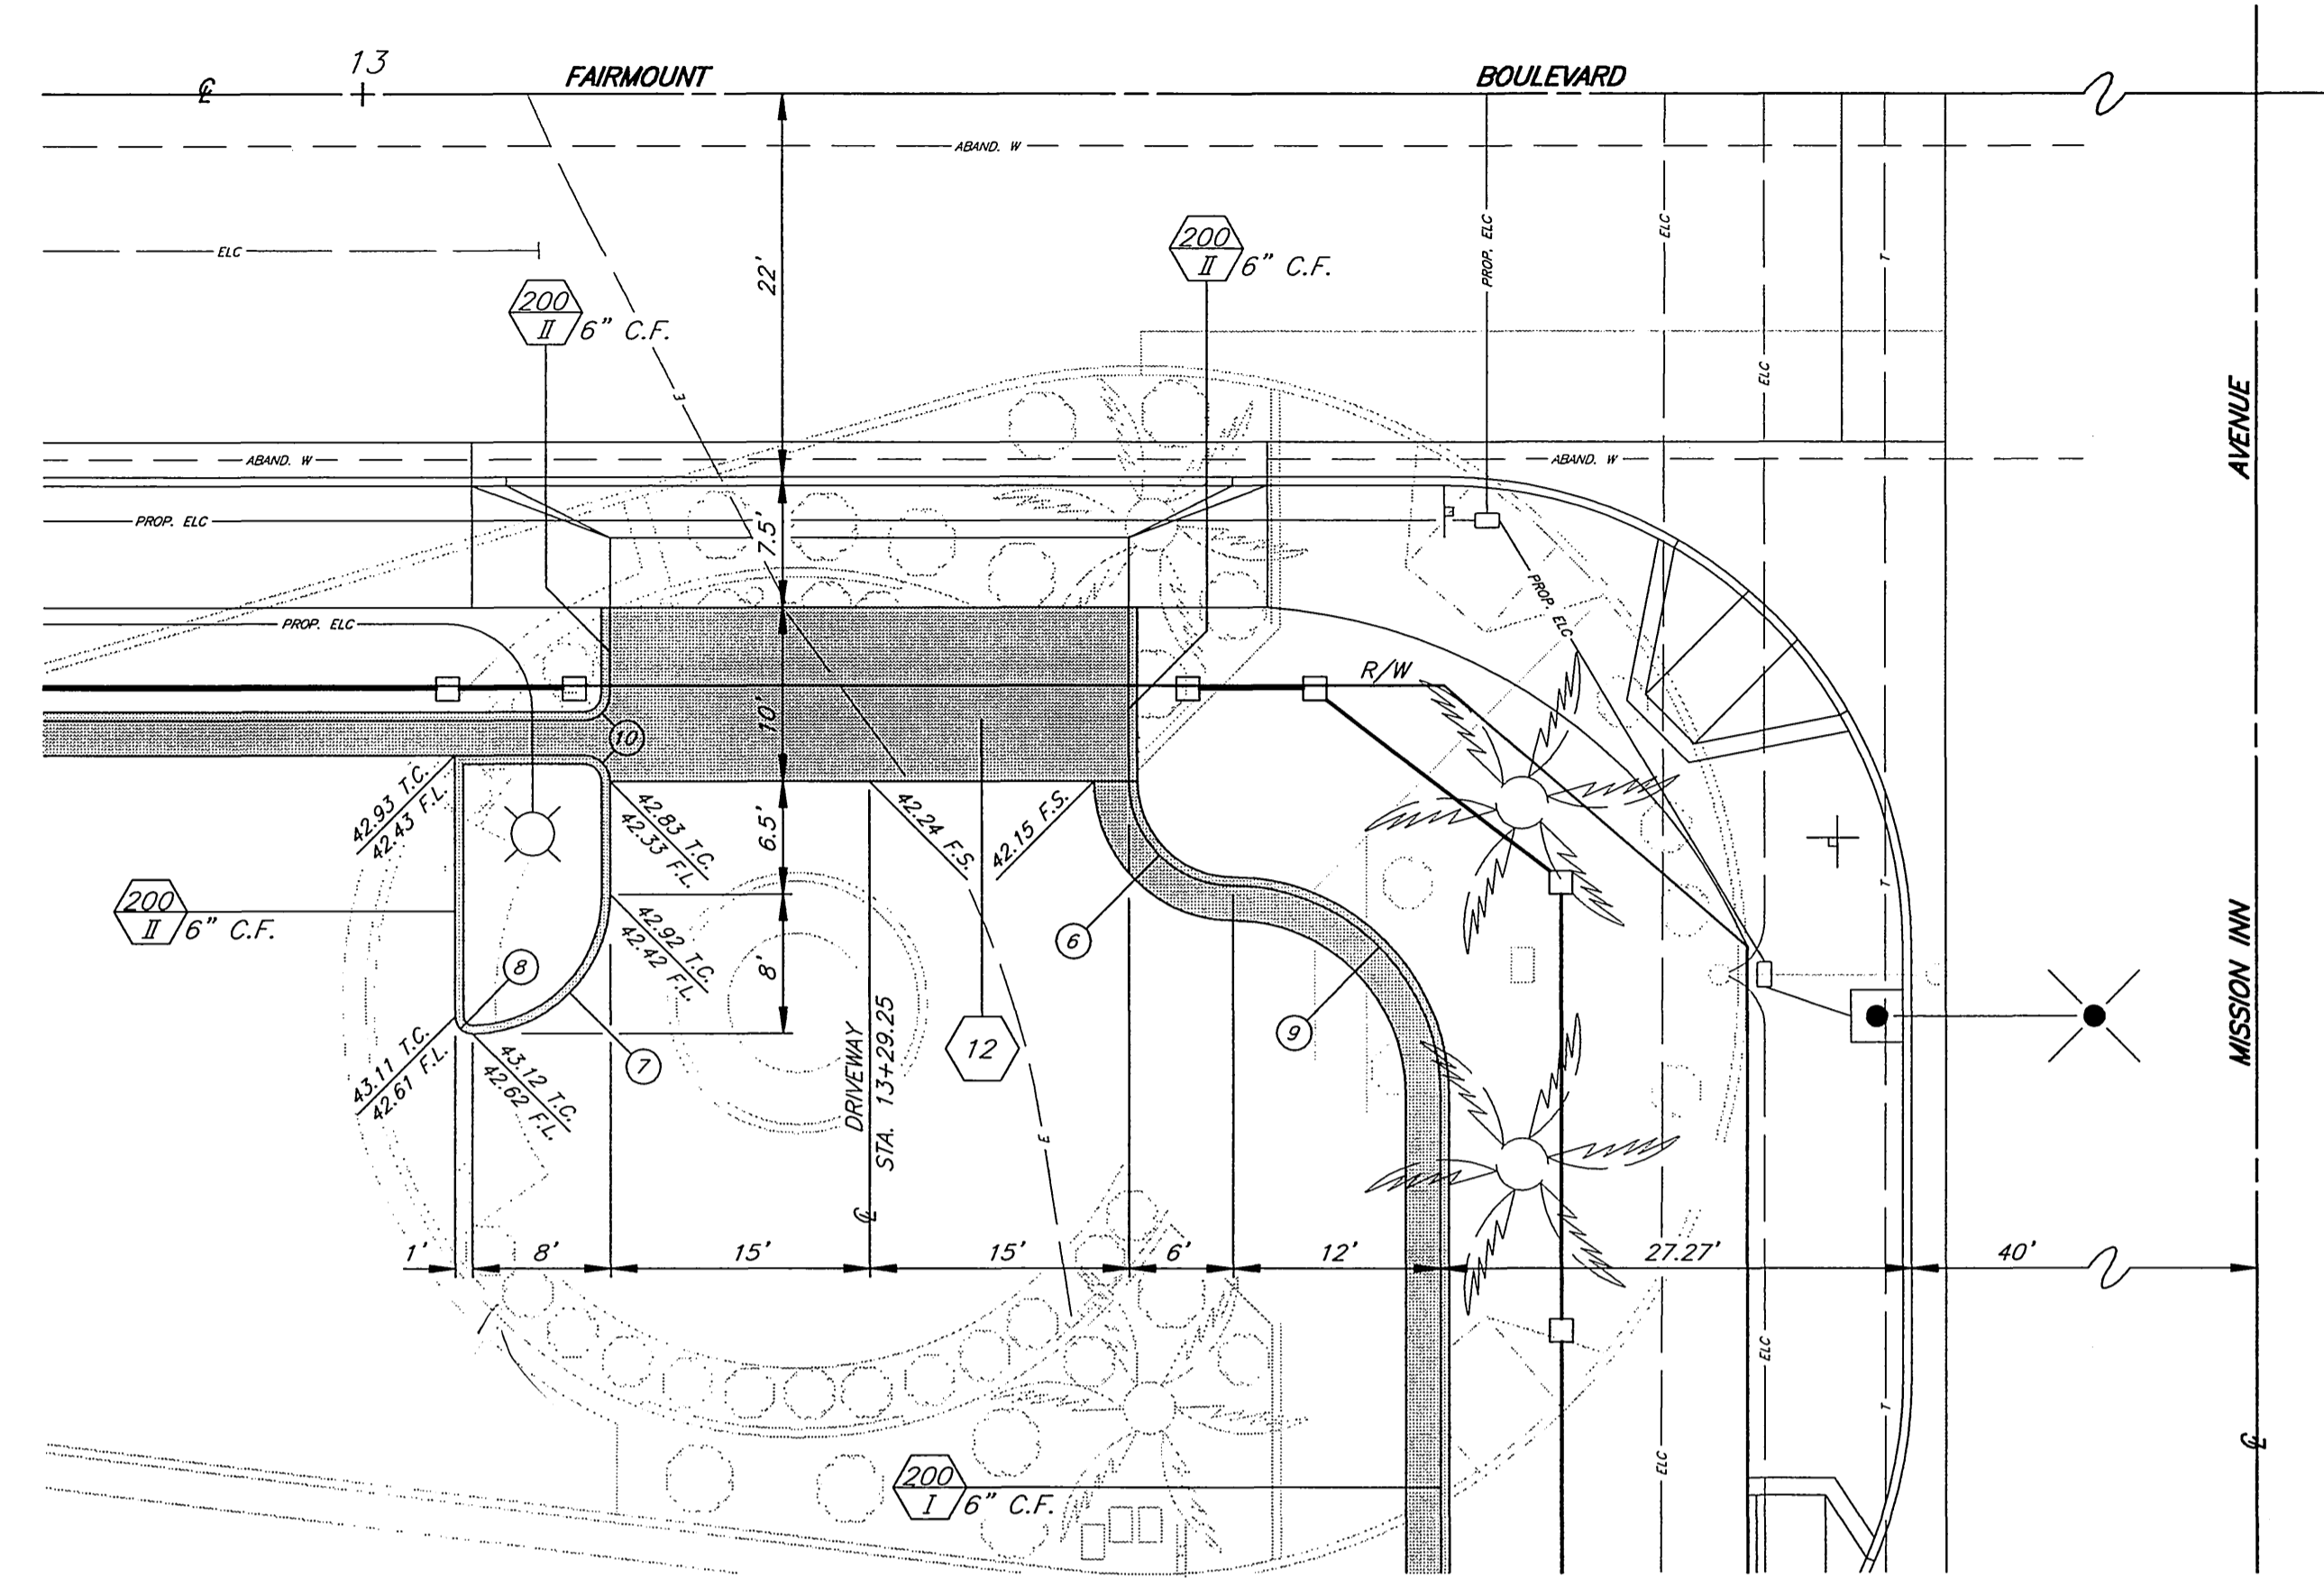 13
FAIRMOUNT BOULEVARD
ABAND. W
ELC
200
II
6" C.F.
22'
200
II
6" C.F.
PROP. ELC
ELC
ELC
T
E
AVENUE
ABAND. W
ABAND. W
PROP. ELC
7.5'
PROP. ELC
PROP. ELC
R/W
10'
10
42.93 T.C.
42.43 F.L.
42.83 T.C.
42.33 F.L.
6.5'
42.24 F.S.
42.15 F.S.
200
II
6" C.F.
42.92 T.C.
42.42 F.L.
8'
6
8
T
9
12
7
MISSION INN
43.11 T.C.
42.61 F.L.
43.12 T.C.
42.62 F.L.
DRIVEWAY
STA. 13+29.25
E
1'
8'
15'
15'
6'
12'
27.27'
40'
ELC
T
ELC
200
I
6" C.F.